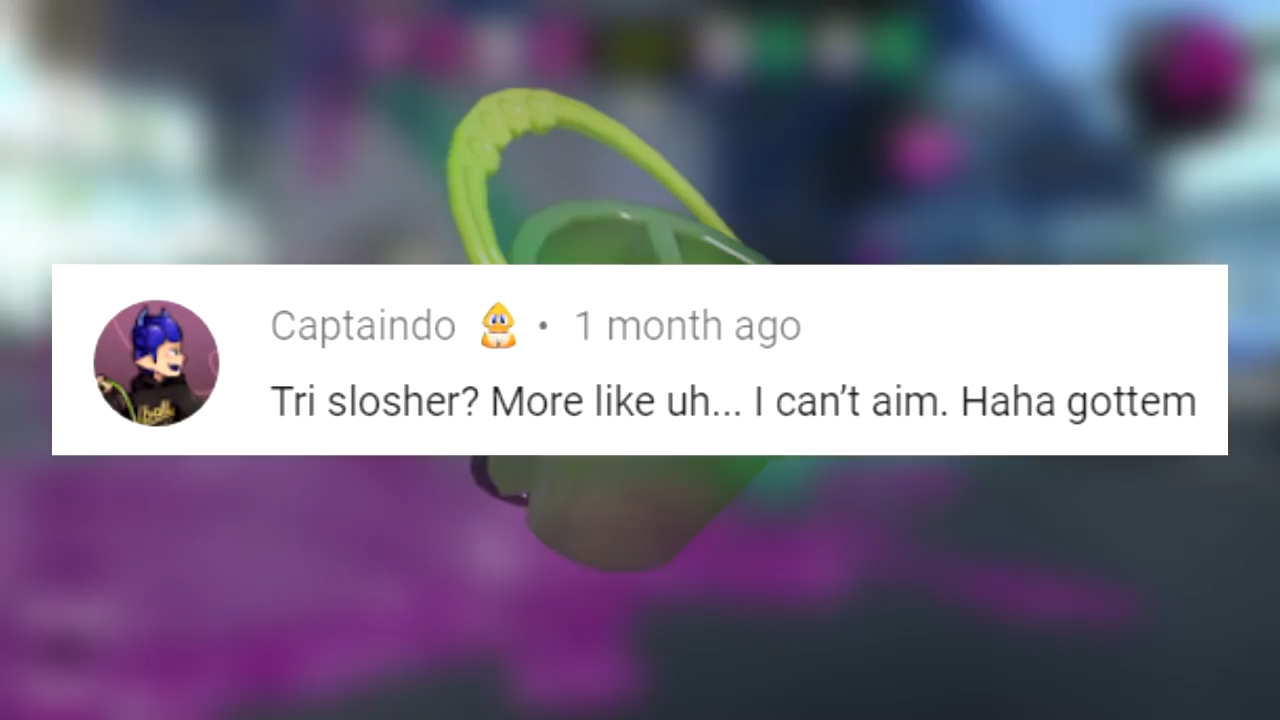 Captaindo • 1 month ago
Tri slosher? More like uh... I can’t aim. Haha gottem